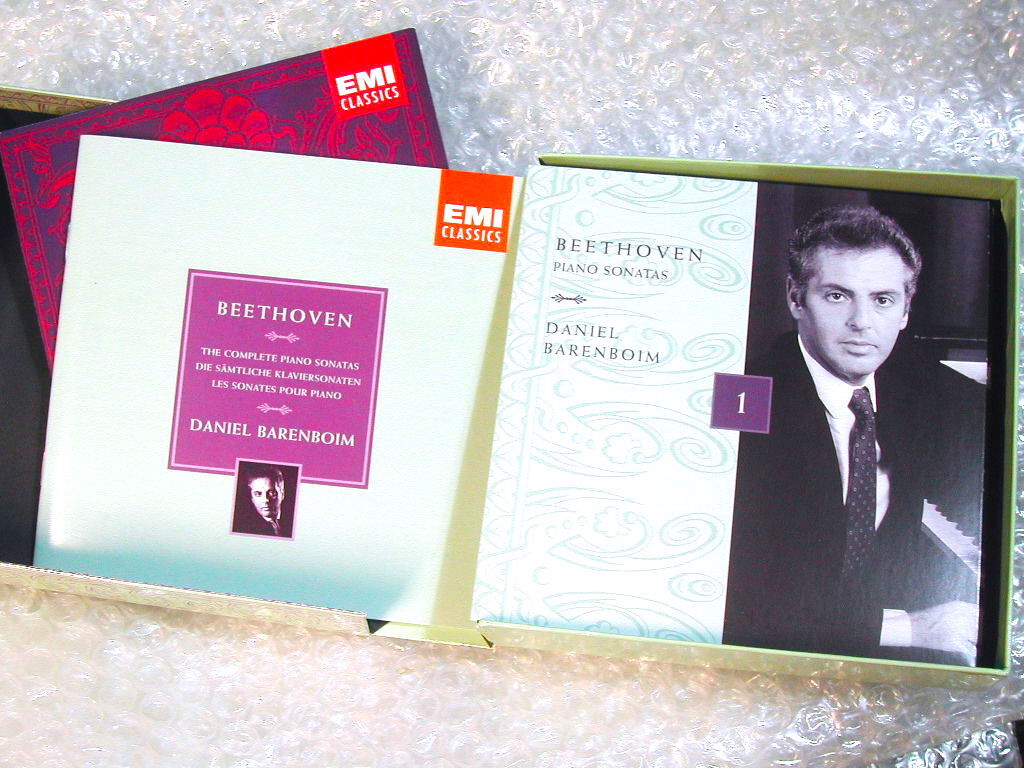 EMI
CLASSICS
EMI
CLASSICS
BEETHOVEN
THE COMPLETE PIANO SONATAS
DIE SÄMTLICHE KLAVIERSONATEN
LES SONATES POUR PIANO
DANIEL BARENBOIM
BEETHOVEN
PIANO SONATAS
DANIEL
BARENBOIM
1